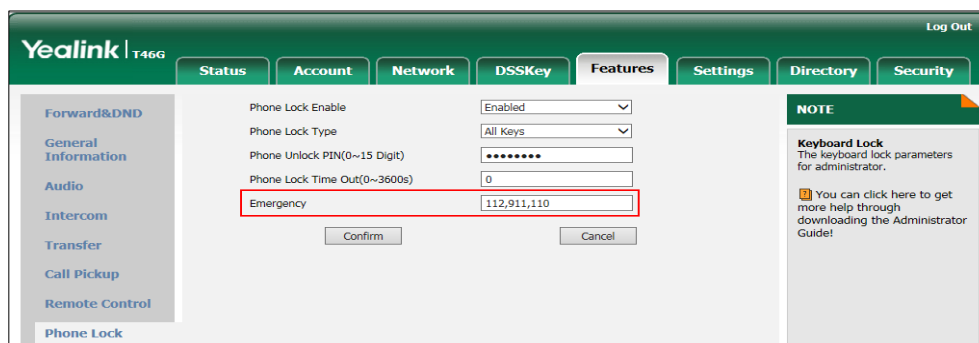 Log Out
Yealink T46G
Status Account Network DSSKey Features Settings Directory Security
Forward&DND
General
Information
Audio
Intercom
Transfer
Call Pickup
Remote Control
Phone Lock
Phone Lock Enable Enabled
Phone Lock Type All Keys
Phone Unlock PIN(0~15 Digit) ••••••••
Phone Lock Time Out(0~3600s) 0
Emergency 112,911,110
Confirm Cancel
NOTE
Keyboard Lock
The keyboard lock parameters
for administrator.
? You can click here to get
more help through
downloading the Administrator
Guide!